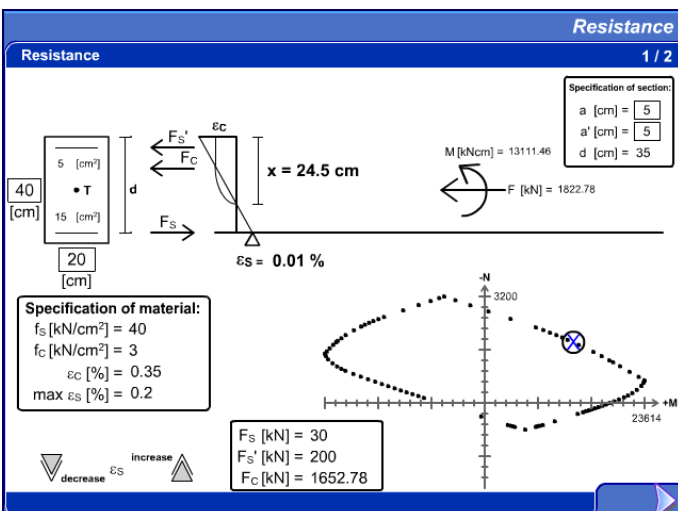 Resistance
Resistance 1 / 2
Specification of section:
a [cm] = 5
a' [cm] = 5
d [cm] = 35
εc
Fs'
Fc
5 [cm²]
• T
15 [cm²]
d
x = 24.5 cm
M [kNcm] = 13111.46
F [kN] = 1822.78
40
[cm]
Fs
20
[cm]
εs = 0.01 %
Specification of material:
fs [kN/cm²] = 40
fc [kN/cm²] = 3
εc [%] = 0.35
max εs [%] = 0.2
-N
3200
+M
23614
Fs [kN] = 30
Fs' [kN] = 200
Fc [kN] = 1652.78
decrease εs increase